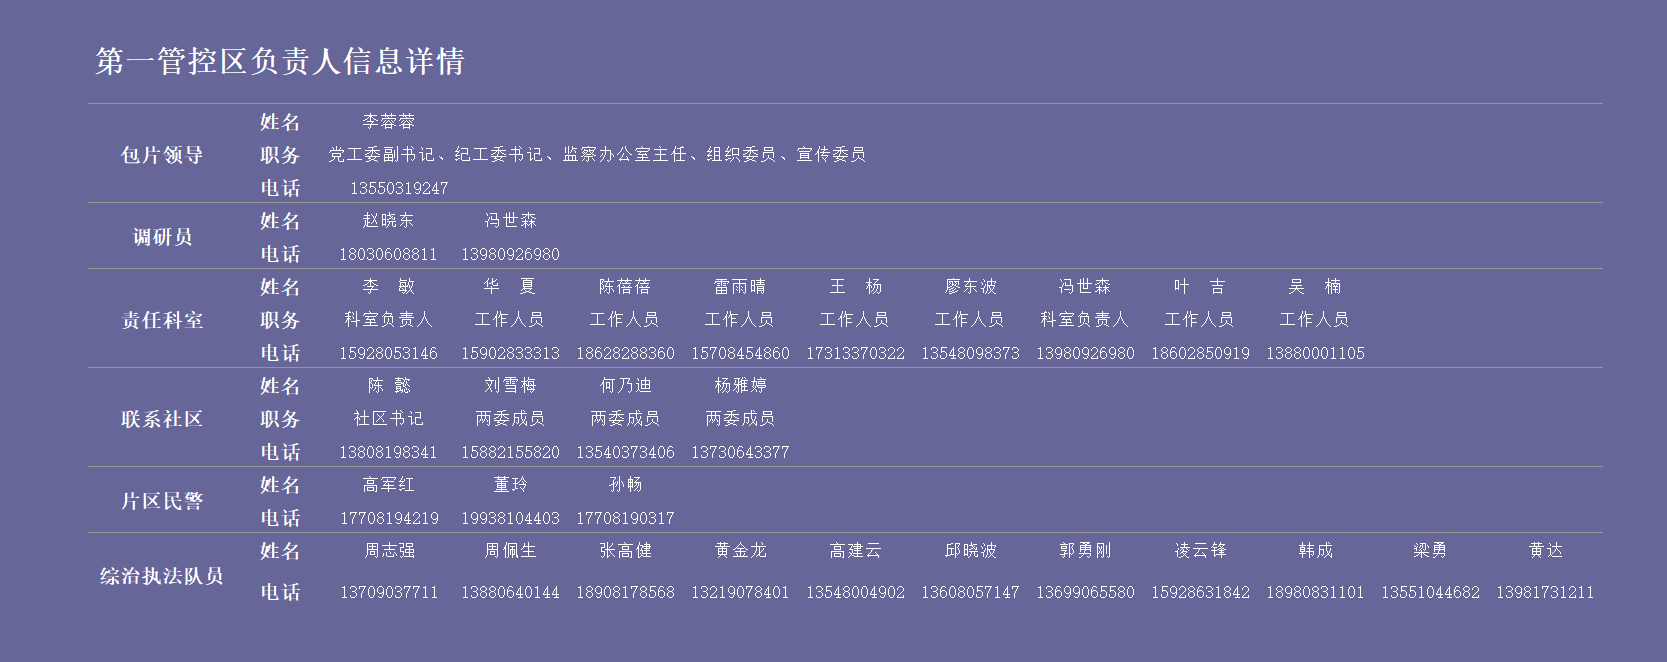 第一管控区负责人信息详情
姓名 李蓉蓉
包片领导 职务 党工委副书记、纪工委书记、监察办公室主任、组织委员、宣传委员
电话 13550319247
姓名 赵晓东 冯世森
调研员
电话 18030608811 13980926980
姓名 李 敏 华 夏 陈蓓蓓 雷雨晴 王 杨 廖东波 冯世森 叶 吉 吴 楠
责任科室 职务 科室负责人 工作人员 工作人员 工作人员 工作人员 工作人员 科室负责人 工作人员 工作人员
电话 15928053146 15902833313 18628288360 15708454860 17313370322 13548098373 13980926980 18602850919 13880001105
姓名 陈 懿 刘雪梅 何乃迪 杨雅婷
联系社区 职务 社区书记 两委成员 两委成员 两委成员
电话 13808198341 15882155820 13540373406 13730643377
姓名 高军红 董玲 孙畅
片区民警
电话 17708194219 19938104403 17708190317
姓名 周志强 周佩生 张高健 黄金龙 高建云 邱晓波 郭勇刚 凌云锋 韩成 梁勇 黄达
综治执法队员
电话 13709037711 13880640144 18908178568 13219078401 13548004902 13608057147 13699065580 15928631842 18980831101 13551044682 13981731211